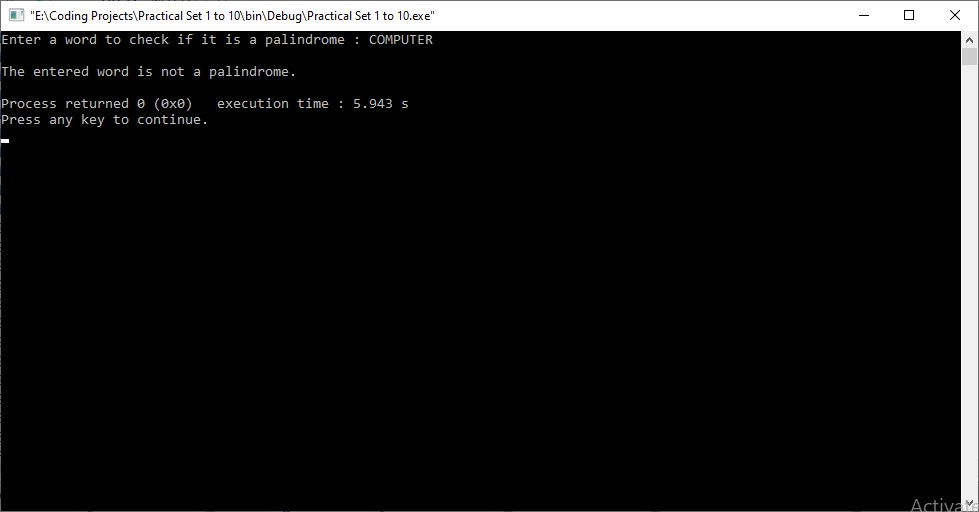 "E:\Coding Projects\Practical Set 1 to 10\bin\Debug\Practical Set 1 to 10.exe"
Enter a word to check if it is a palindrome : COMPUTER
The entered word is not a palindrome.
Process returned 0 (0x0)   execution time : 5.943 s
Press any key to continue.